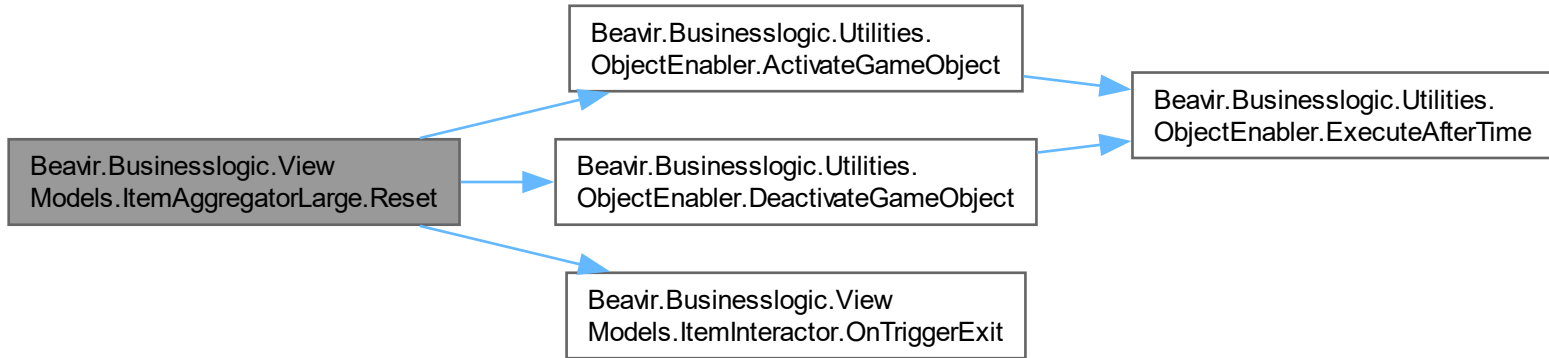 Beavir.Businesslogic.Utilities.
ObjectEnabler.ActivateGameObject
Beavir.Businesslogic.Utilities.
ObjectEnabler.ExecuteAfterTime
Beavir.Businesslogic.View
Models.ItemAggregatorLarge.Reset
Beavir.Businesslogic.Utilities.
ObjectEnabler.DeactivateGameObject
Beavir.Businesslogic.View
Models.ItemInteractor.OnTriggerExit